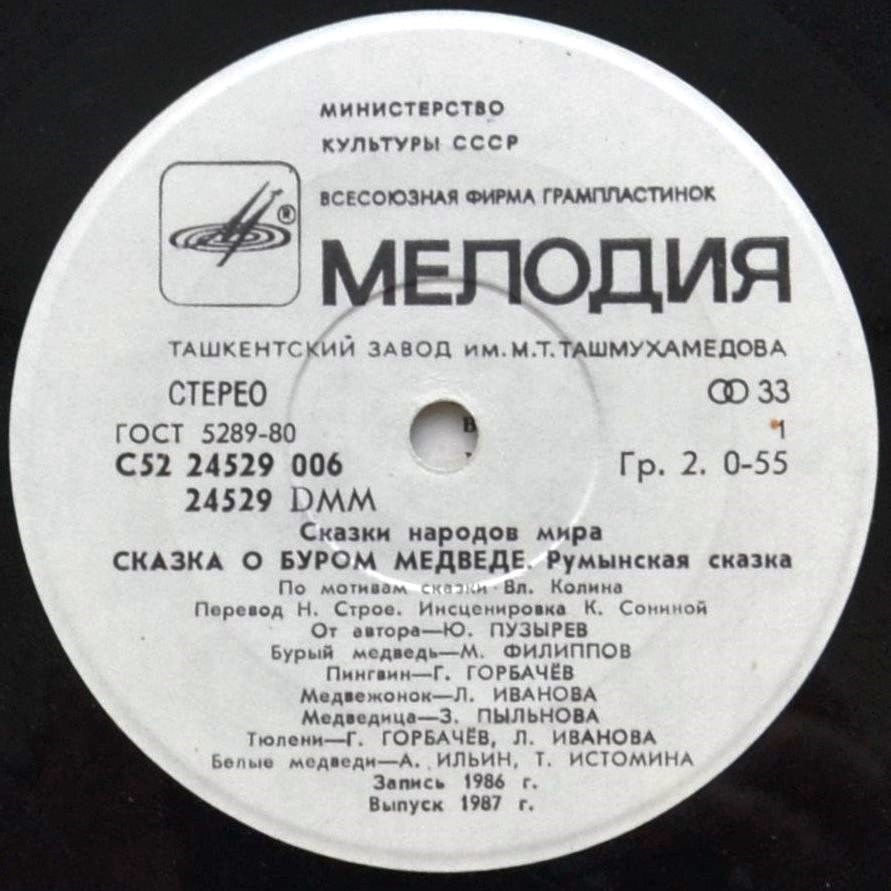 МИНИСТЕРСТВО
КУЛЬТУРЫ СССР
ВСЕСОЮЗНАЯ ФИРМА ГРАМПЛАСТИНОК
®
МЕЛОДИЯ
ТАШКЕНТСКИЙ ЗАВОД ИМ. М. Т. ТАШМУХАМЕДОВА
СТЕРЕО 33
ГОСТ 5289-80 1
С52 24529 006 Гр. 2. 0-55
24529 DMM
Сказки народов мира
СКАЗКА О БУРОМ МЕДВЕДЕ. Румынская сказка
По мотивам сказки Вл. Колина
Перевод Н. Строе. Инсценировка К. Сониной
От автора—Ю. ПУЗЫРЕВ
Бурый медведь—М. ФИЛИППОВ
Пингвин—Г. ГОРБАЧЁВ
Медвежонок—Л. ИВАНОВА
Медведица—З. ПЫЛЬНОВА
Тюлени—Г. ГОРБАЧЁВ, Л. ИВАНОВА
Белые медведи—А. ИЛЬИН, Т. ИСТОМИНА
Запись 1986 г.
Выпуск 1987 г.